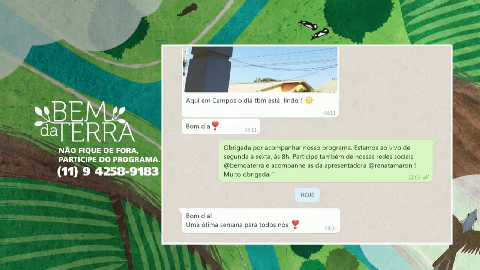 BEM
da TERRA
NÃO FIQUE DE FORA,
PARTICIPE DO PROGRAMA.
(11) 9 4258-9183
Aqui em Campos o dia tbm está lindo !
Bom dia
Obrigada por acompanhar nosso programa. Estamos ao vivo de
segunda a sexta, às 8h. Participe também de nossas redes sociais
@bemdaterra e acompanhe as da apresentadora @renatamaron !
Muito obrigada
HOJE
Bom dia!
Uma ótima semana para todos nós